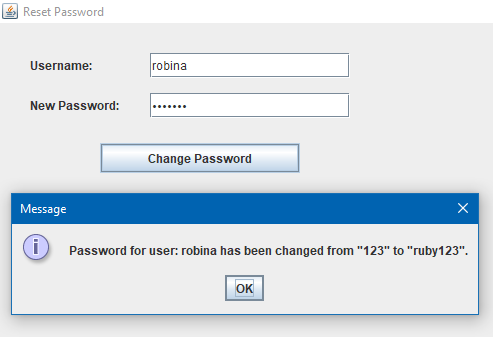 Reset Password
Username:
robina
New Password:
•••••••
Change Password
Message
Password for user: robina has been changed from "123" to "ruby123".
OK